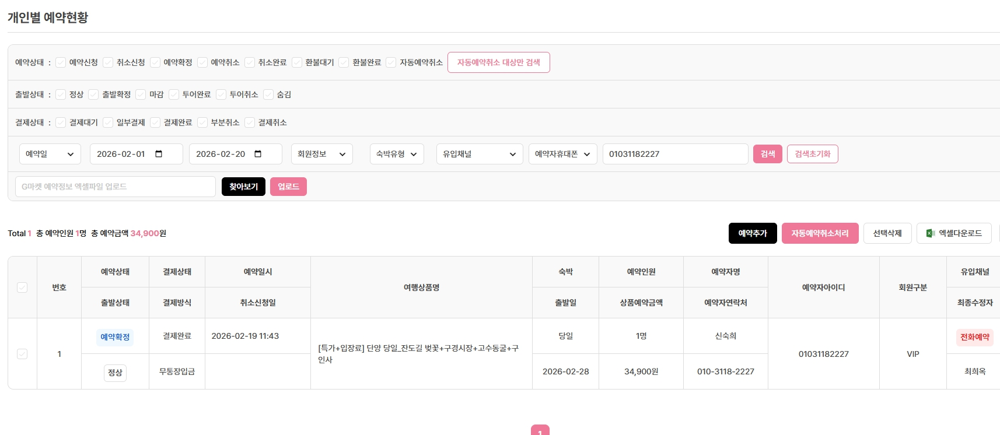 개인별 예약현황
예약상태 : 예약신청 취소신청 예약확정 예약취소 취소완료 환불대기 환불완료 자동예약취소 자동예약취소 대상만 검색
출발상태 : 정상 출발확정 마감 투어완료 투어취소 숨김
결제상태 : 결제대기 일부결제 결제완료 부분취소 결제취소
예약일 2026-02-01 2026-02-20 회원정보 숙박유형 유입채널 예약자휴대폰 01031182227 검색 검색초기화
G마켓 예약정보 엑셀파일 업로드 찾아보기 업로드
Total 1 총 예약인원 1명 총 예약금액 34,900원 예약추가 자동예약취소처리 선택삭제 엑셀다운로드
예약상태 결제상태 예약일시 숙박 예약인원 예약자명 유입채널
번호 여행상품명 예약자아이디 회원구분
출발상태 결제방식 취소신청일 출발일 상품예약금액 예약자연락처 최종수정자
예약확정 결제완료 2026-02-19 11:43 당일 1명 신숙희 전화예약
[특가+입장료] 단양 당일_잔도길 벚꽃+구경시장+고수동굴+구
1 01031182227 VIP
인사
정상 무통장입금 2026-02-28 34,900원 010-3118-2227 최희옥
1